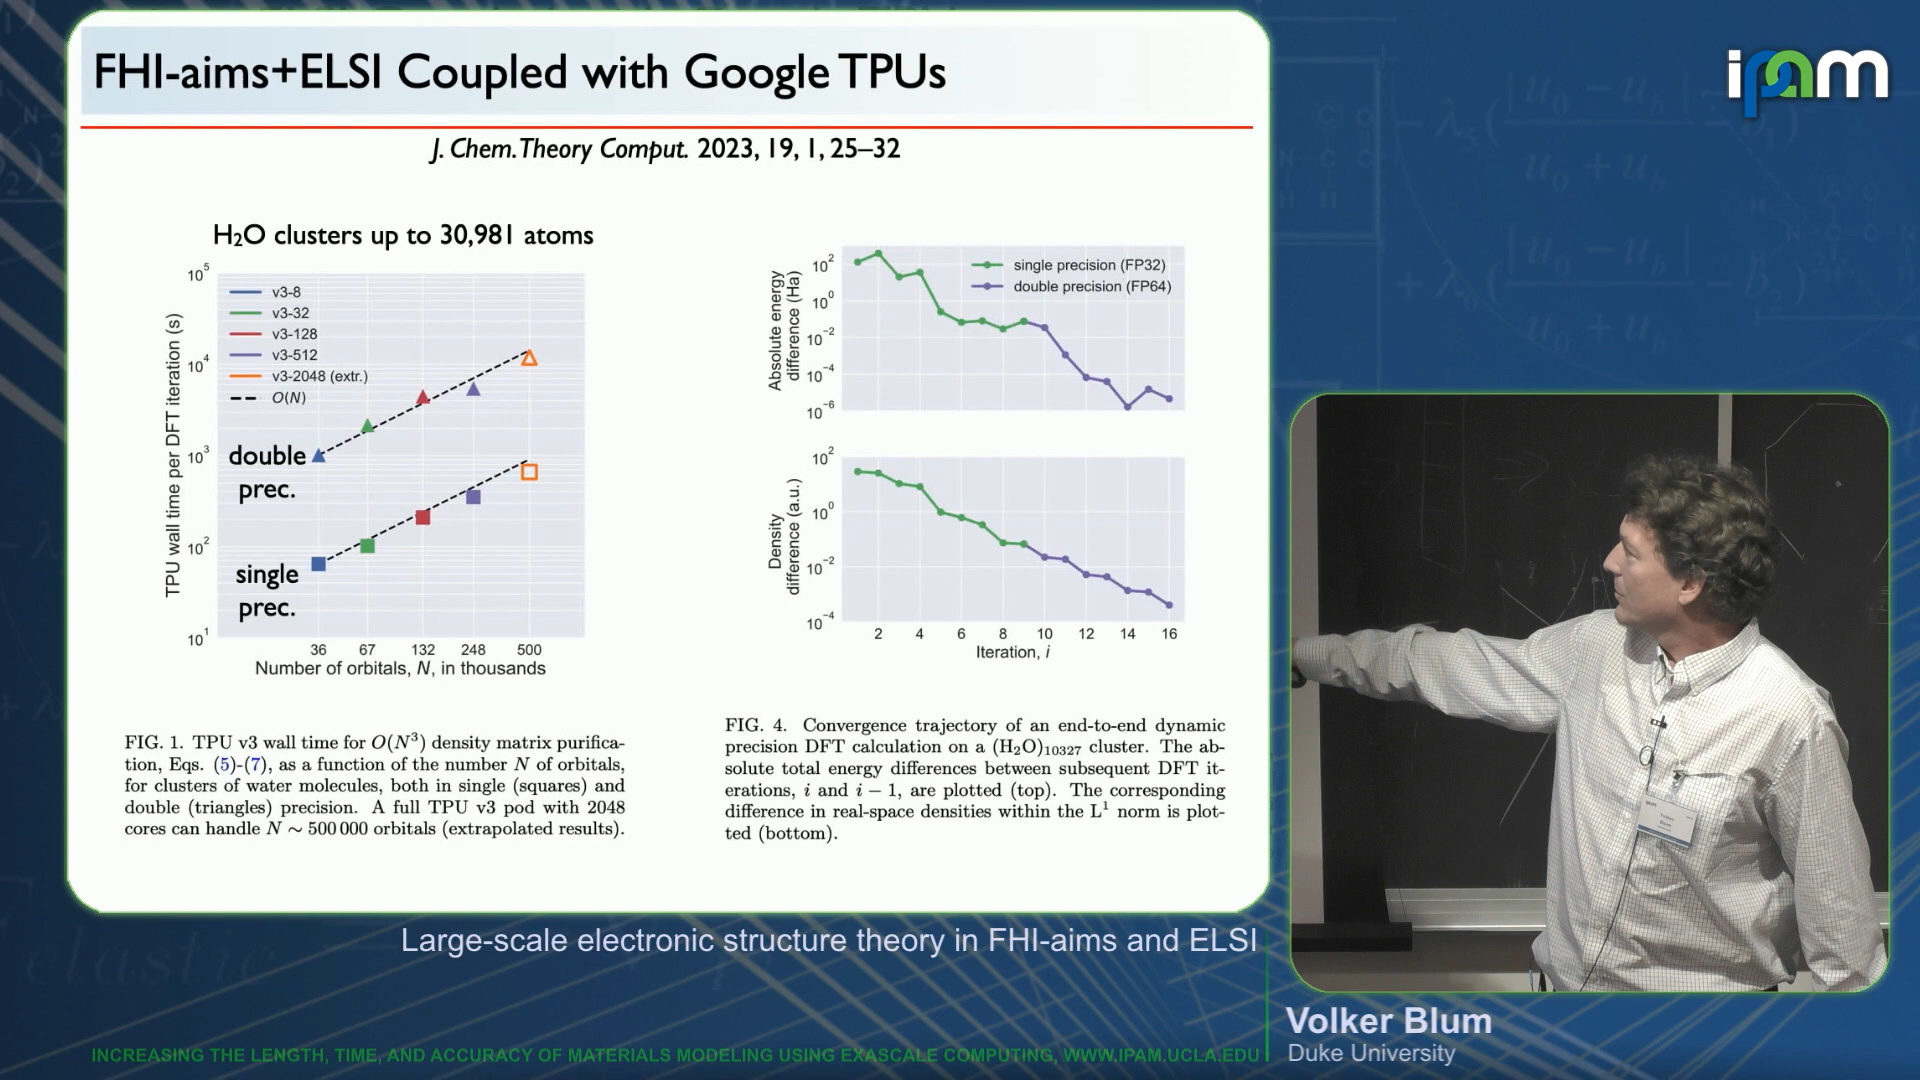 FHI-aims+ELSI Coupled with Google TPUs
J. Chem. Theory Comput. 2023, 19, 1, 25–32
H₂O clusters up to 30,981 atoms
TPU wall time per DFT iteration (s)
10⁵
10⁴
10³
10²
10¹
v3-8
v3-32
v3-128
v3-512
v3-2048 (extr.)
O(N)
double
prec.
single
prec.
36 67 132 248 500
Number of orbitals, N, in thousands
FIG. 1. TPU v3 wall time for O(N³) density matrix purifica-
tion, Eqs. (5)-(7), as a function of the number N of orbitals,
for clusters of water molecules, both in single (squares) and
double (triangles) precision. A full TPU v3 pod with 2048
cores can handle N ∼ 500 000 orbitals (extrapolated results).
Absolute energy
difference (Ha)
10²
10⁰
10⁻²
10⁻⁴
10⁻⁶
single precision (FP32)
double precision (FP64)
Density
difference (a.u.)
10²
10⁰
10⁻²
10⁻⁴
2 4 6 8 10 12 14 16
Iteration, i
FIG. 4. Convergence trajectory of an end-to-end dynamic
precision DFT calculation on a (H₂O)₁₀₃₂₇ cluster. The ab-
solute total energy differences between subsequent DFT it-
erations, i and i − 1, are plotted (top). The corresponding
difference in real-space densities within the L¹ norm is plot-
ted (bottom).
ipam
Large-scale electronic structure theory in FHI-aims and ELSI
Volker Blum
Duke University
INCREASING THE LENGTH, TIME, AND ACCURACY OF MATERIALS MODELING USING EXASCALE COMPUTING, WWW.IPAM.UCLA.EDU
elastic